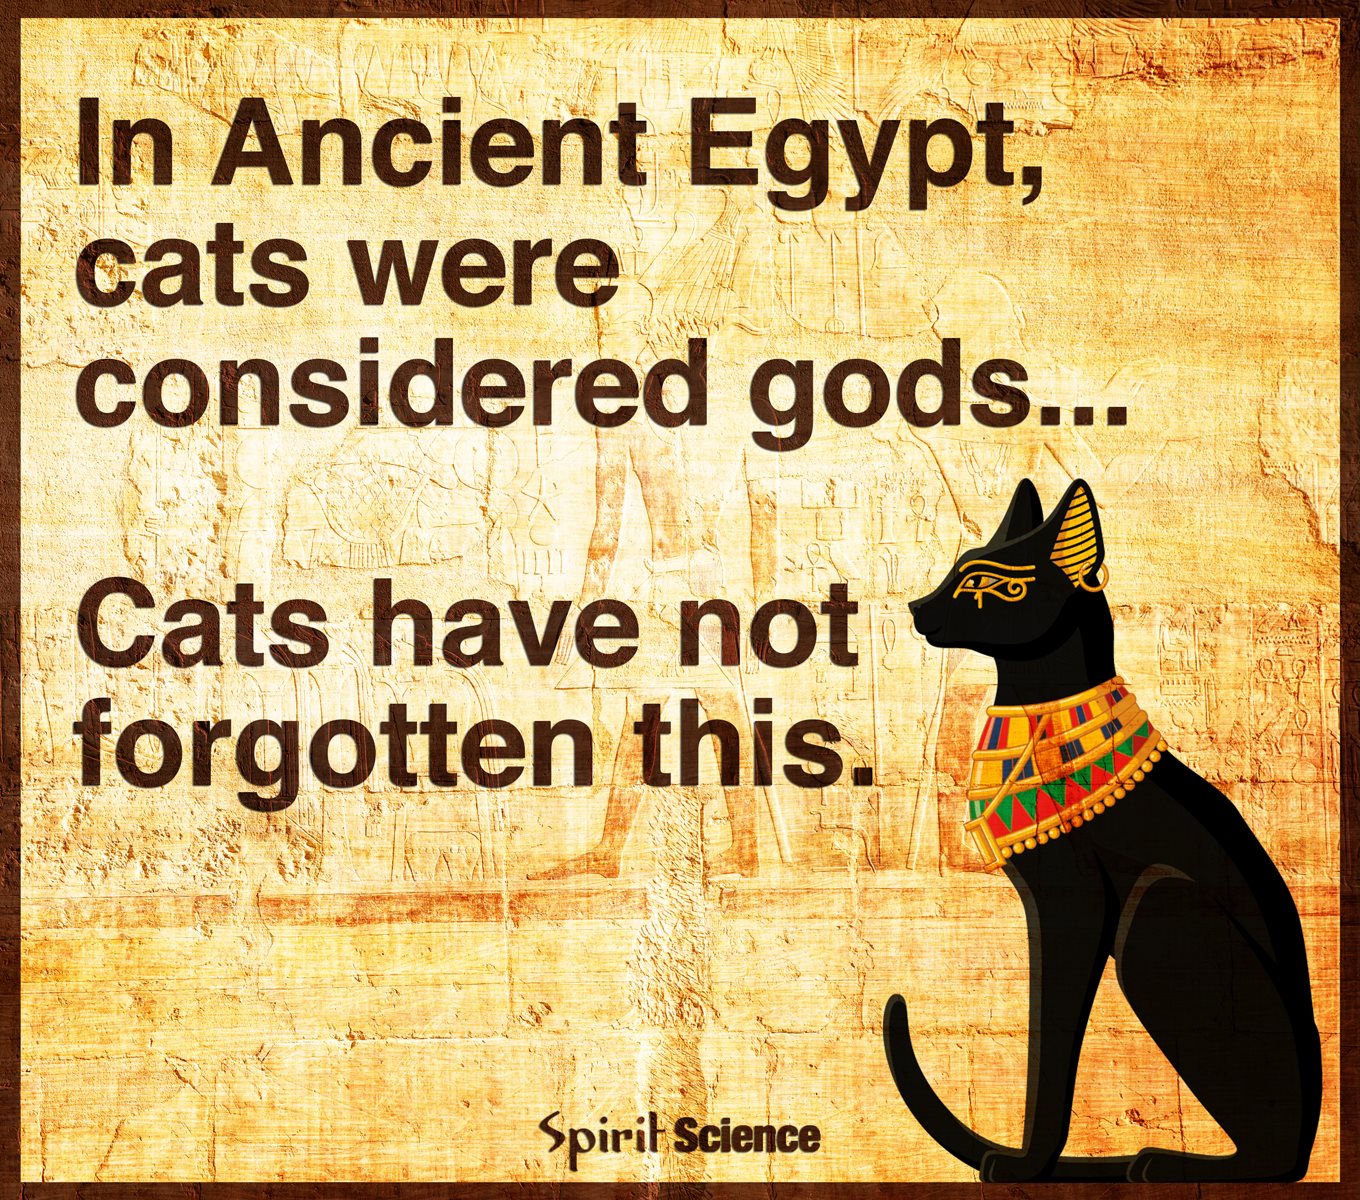 In Ancient Egypt,
cats were
considered gods...
Cats have not
forgotten this.
Spirit Science